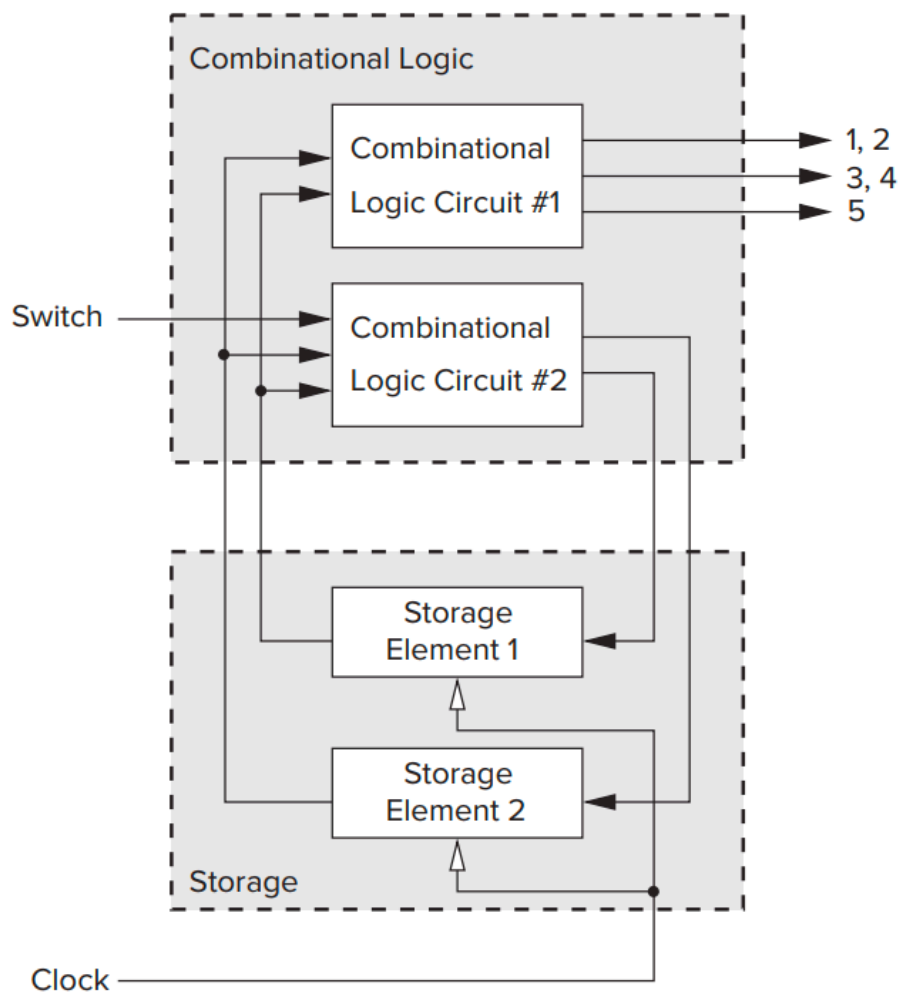 Combinational Logic
Combinational
Logic Circuit #1
1, 2
3, 4
5
Switch
Combinational
Logic Circuit #2
Storage
Element 1
Storage
Element 2
Storage
Clock